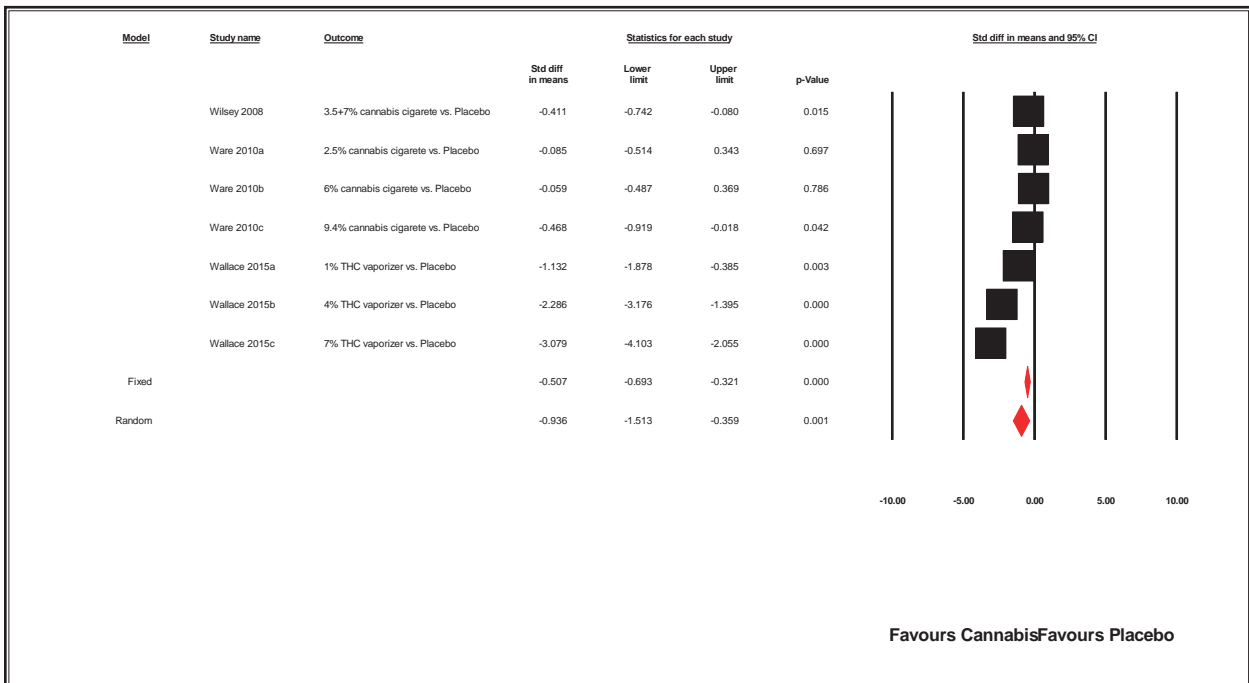 Model Study name Outcome Statistics for each study Std diff in means and 95% CI
Std diff in means Lower limit Upper limit p-Value
Wilsey 2008 3.5+7% cannabis cigarete vs. Placebo -0.411 -0.742 -0.080 0.015
Ware 2010a 2.5% cannabis cigarete vs. Placebo -0.085 -0.514 0.343 0.697
Ware 2010b 6% cannabis cigarete vs. Placebo -0.059 -0.487 0.369 0.786
Ware 2010c 9.4% cannabis cigarete vs. Placebo -0.468 -0.919 -0.018 0.042
Wallace 2015a 1% THC vaporizer vs. Placebo -1.132 -1.878 -0.385 0.003
Wallace 2015b 4% THC vaporizer vs. Placebo -2.286 -3.176 -1.395 0.000
Wallace 2015c 7% THC vaporizer vs. Placebo -3.079 -4.103 -2.055 0.000
Fixed -0.507 -0.693 -0.321 0.000
Random -0.936 -1.513 -0.359 0.001
-10.00 -5.00 0.00 5.00 10.00
Favours CannabisFavours Placebo